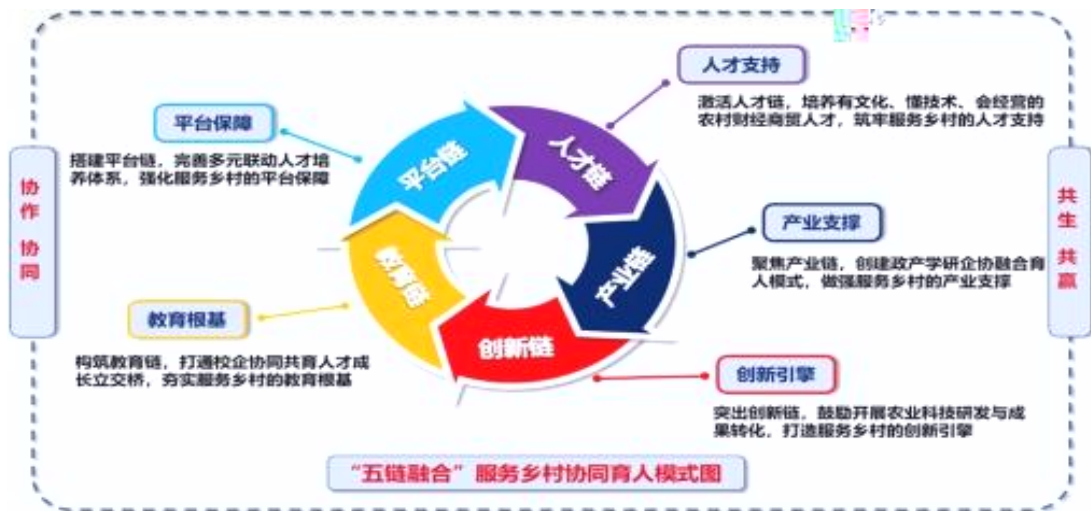 人才支持
激活人才链，培养有文化、懂技术、会经营的
农村财经商贸人才，筑牢服务乡村的人才支持
平台保障
搭建平台链，完善多元联动人才培
养体系，强化服务乡村的平台保障
平台链
人才链
产业链
创新链
教育链
协作 协同
共生 共赢
产业支撑
聚焦产业链，创建政产学研企协融合育
人模式，做强服务乡村的产业支撑
教育根基
构筑教育链，打通校企协同共育人才成
长立交桥，夯实服务乡村的教育根基
创新引擎
突出创新链，鼓励开展农业科技研发与成
果转化，打造服务乡村的创新引擎
“五链融合”服务乡村协同育人模式图